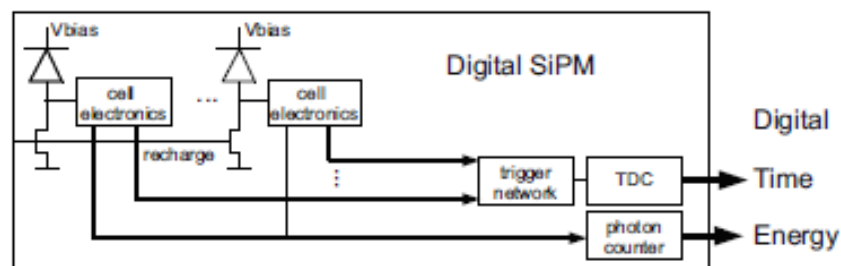 Vbias
Vbias
Digital SiPM
cell
electronics
...
cell
electronics
Digital
recharge
...
trigger
network
TDC
Time
photon
counter
Energy